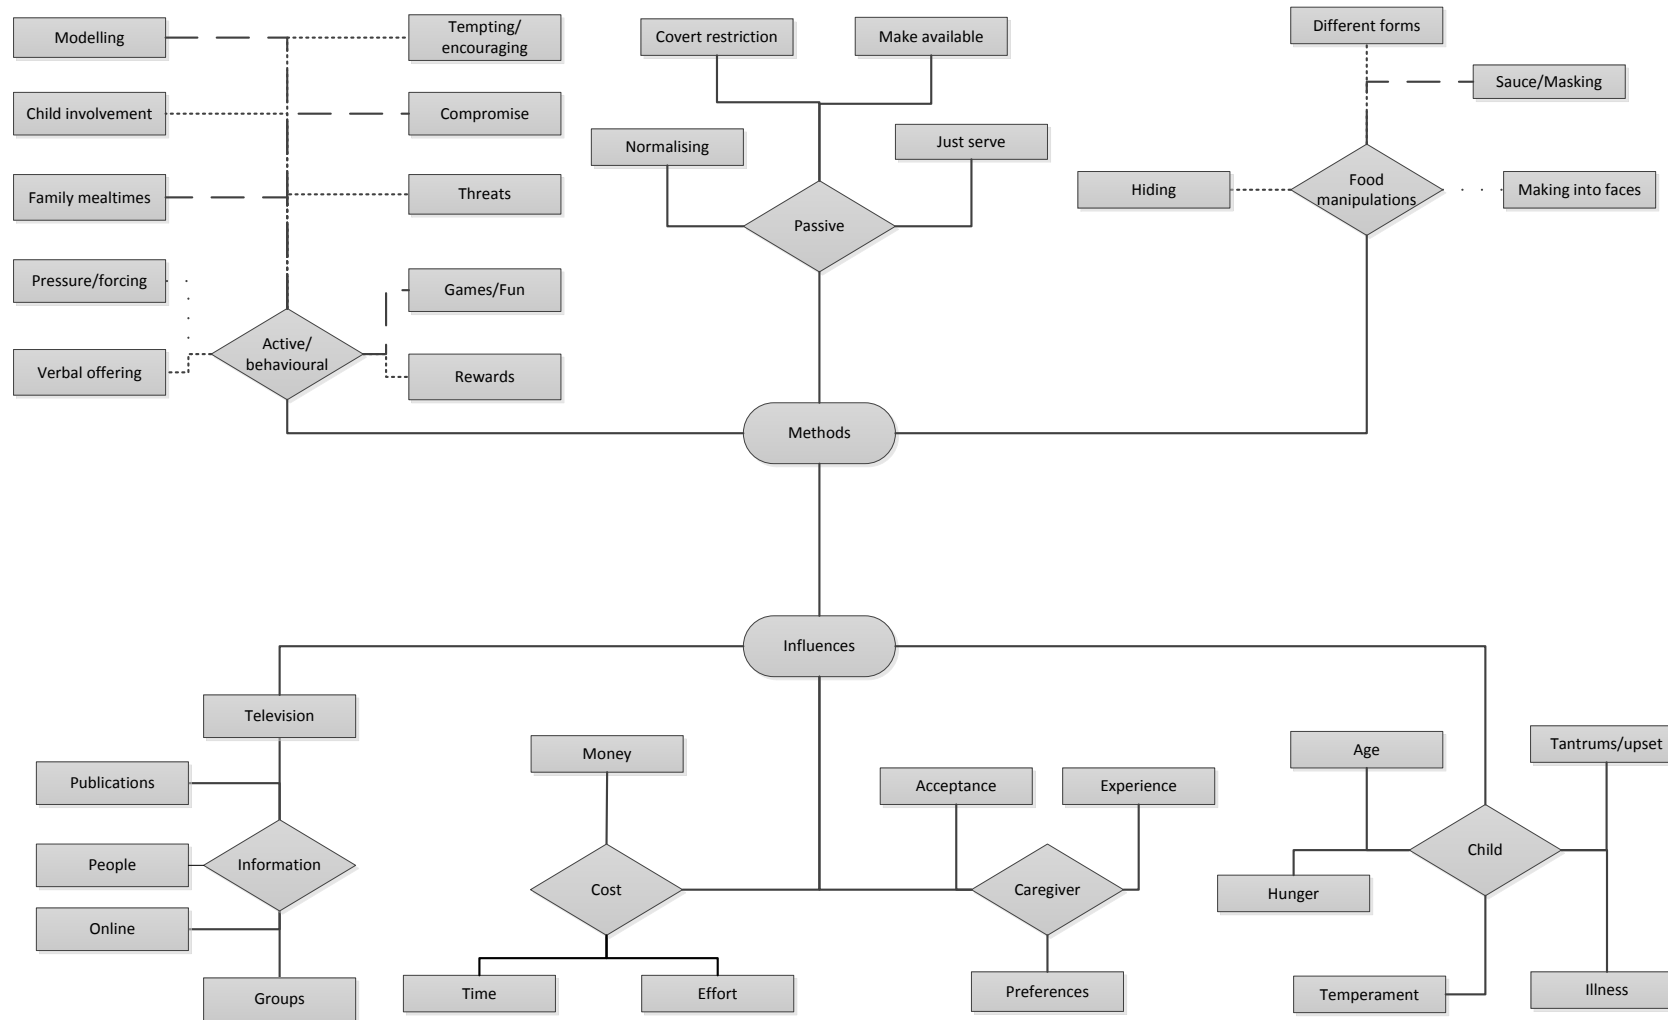 Modelling
Tempting/
encouraging
Covert restriction
Make available
Different forms
Sauce/Masking
Child involvement
Compromise
Normalising
Just serve
Family mealtimes
Threats
Hiding
Food
manipulations
Making into faces
Passive
Pressure/forcing
Games/Fun
Active/
behavioural
Verbal offering
Rewards
Methods
Influences
Television
Money
Age
Tantrums/upset
Publications
Acceptance
Experience
People
Information
Child
Cost
Caregiver
Hunger
Online
Time
Effort
Preferences
Temperament
Illness
Groups